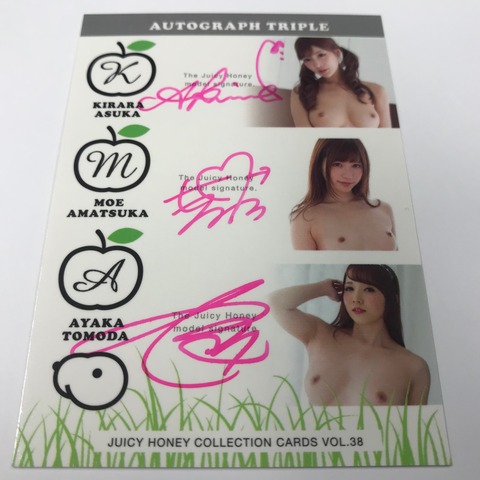 AUTOGRAPH TRIPLE
K
The Juicy Honey
model signature.
KIRARA
ASUKA
M
The Juicy Honey
model signature.
MOE
AMATSUKA
A
The Juicy Honey
model signature.
AYAKA
TOMODA
JUICY HONEY COLLECTION CARDS VOL.38